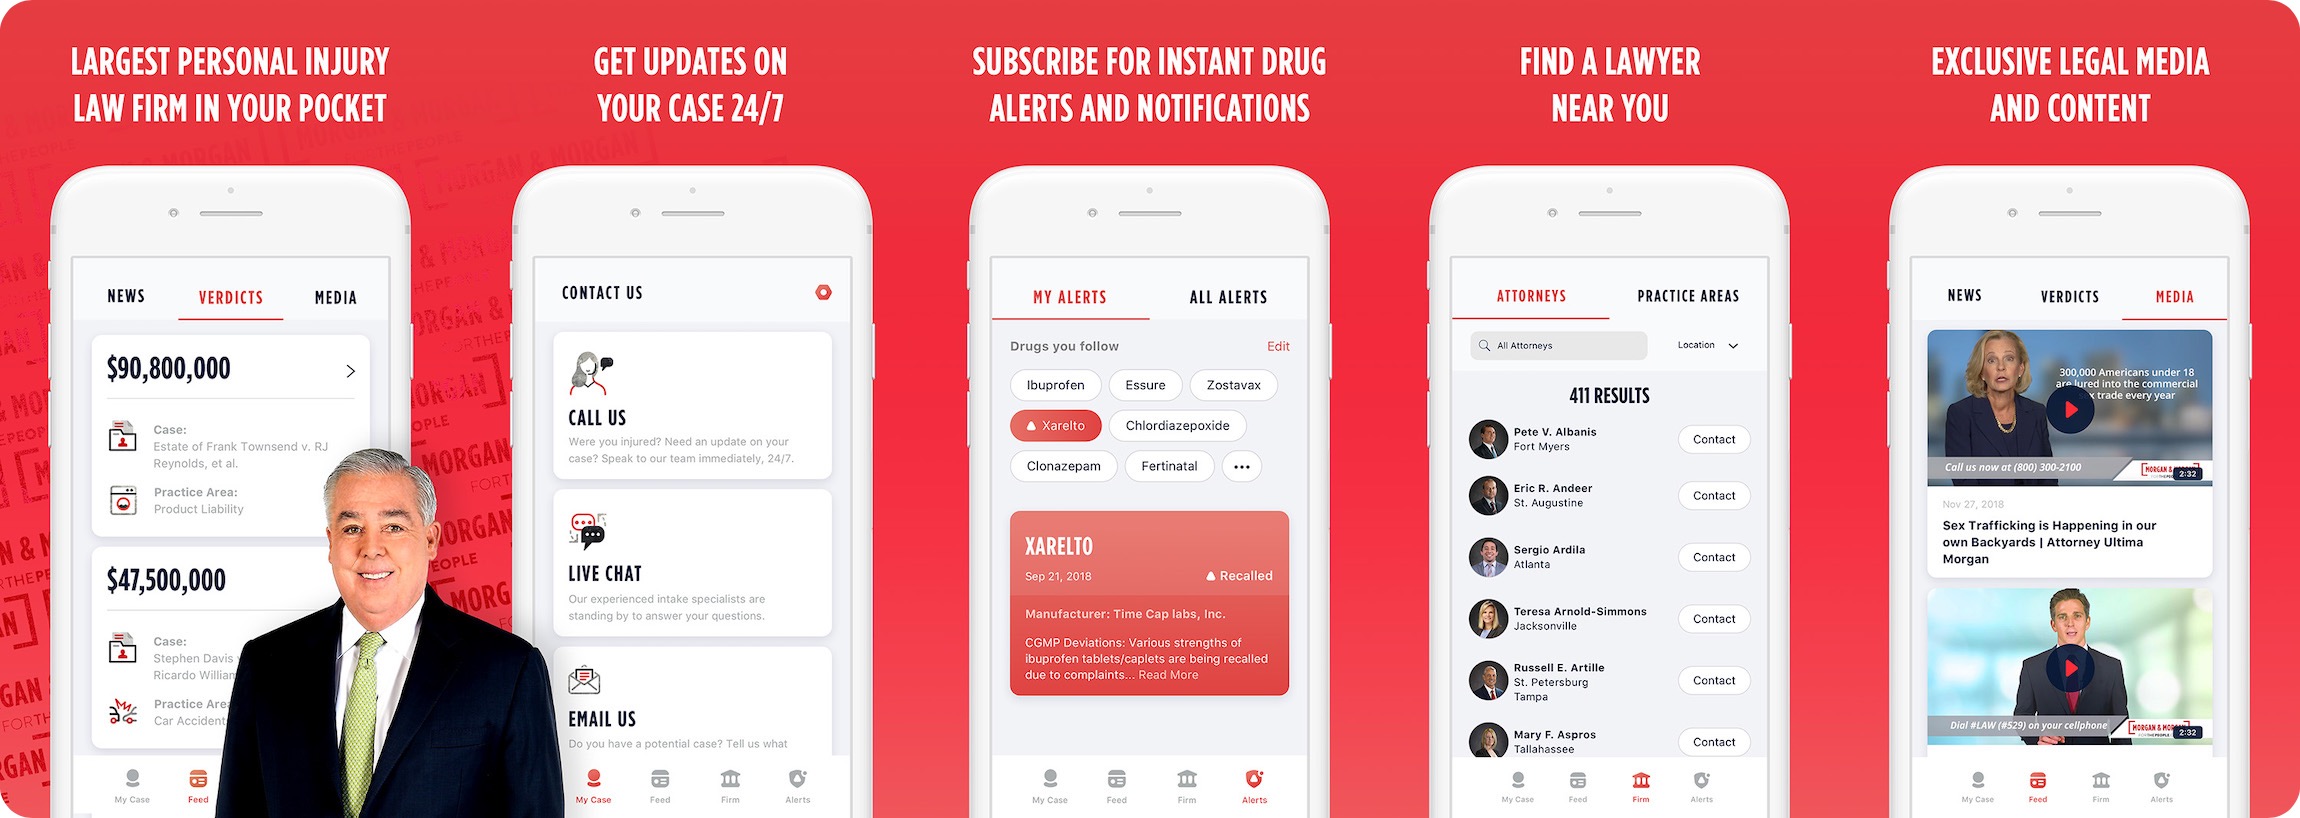 LARGEST PERSONAL INJURY
LAW FIRM IN YOUR POCKET
NEWS
VERDICTS
MEDIA
$90,800,000
Case:
Estate of Frank Townsend v. RJ
Reynolds, et al.
Practice Area:
Product Liability
$47,500,000
Case:
Stephen Davis
Ricardo
Practice
Car Accident
My Case
Feed
MORGAN & MORGAN
GET UPDATES ON
YOUR CASE 24/7
CONTACT US
CALL US
Were you injured? Need an update on your
case? Speak to our team immediately, 24/7.
LIVE CHAT
Our experienced intake specialists are
standing by to answer your questions.
EMAIL US
Do you have a potential case? Tell us what
My Case
Feed
Firm
Alerts
SUBSCRIBE FOR INSTANT DRUG
ALERTS AND NOTIFICATIONS
MY ALERTS
ALL ALERTS
Drugs you follow
Edit
Ibuprofen
Essure
Zostavax
Xarelto
Chlordiazepoxide
Clonazepam
Fertinatal
•••
XARELTO
Sep 21, 2018
Recalled
Manufacturer: Time Cap labs, Inc.
CGMP Deviations: Various strengths of
ibuprofen tablets/caplets are being recalled
due to complaints... Read More
My Case
Feed
Firm
Alerts
FIND A LAWYER
NEAR YOU
ATTORNEYS
PRACTICE AREAS
All Attorneys
Location
411 RESULTS
Pete V. Albanis
Fort Myers
Contact
Eric R. Andeer
St. Augustine
Contact
Sergio Ardila
Atlanta
Contact
Teresa Arnold-Simmons
Jacksonville
Contact
Russell E. Artille
St. Petersburg
Tampa
Contact
Mary F. Aspros
Tallahassee
Contact
My Case
Feed
Firm
Alerts
EXCLUSIVE LEGAL MEDIA
AND CONTENT
NEWS
VERDICTS
MEDIA
300,000 Americans under 18
are lured into the commercial
sex trade every year
Call us now at (800) 300-2100
2:32
Nov 27, 2018
Sex Trafficking is Happening in our
own Backyards | Attorney Ultima
Morgan
Dial #LAW (#529) on your cellphone
2:32
My Case
Feed
Firm
Alerts